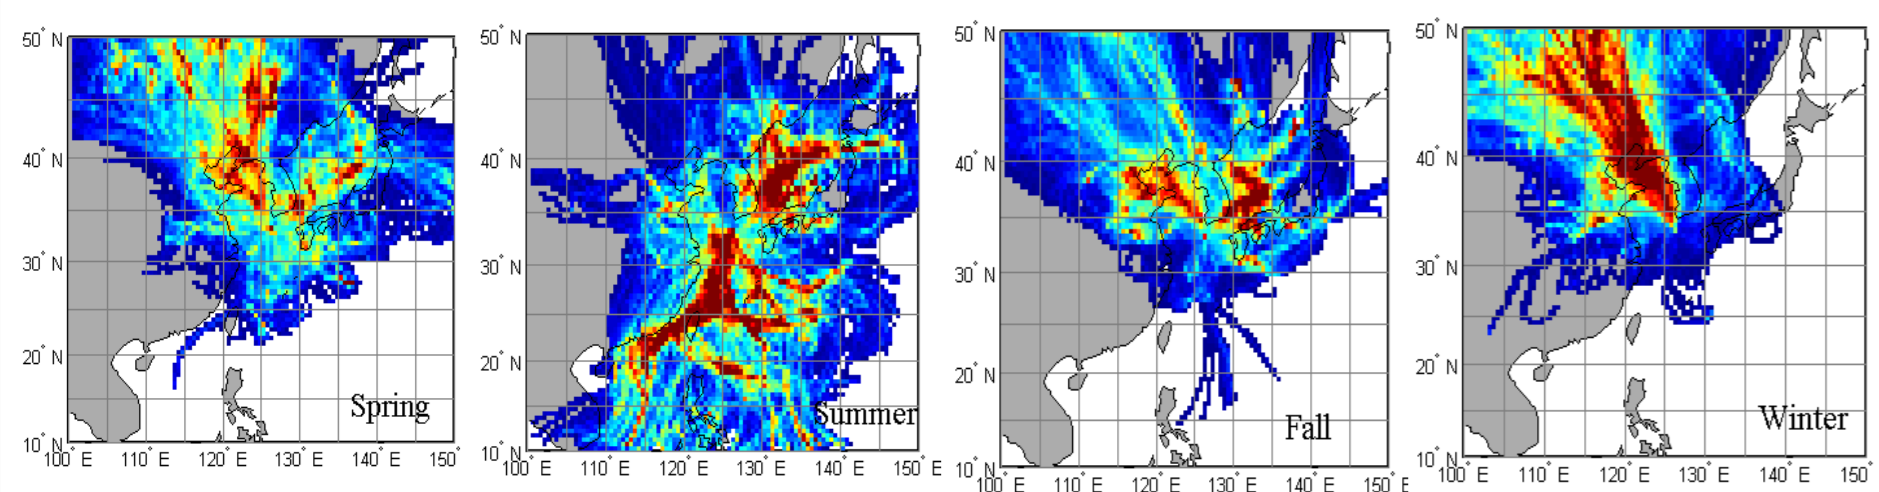 50° N
40° N
30° N
20° N
10° N
100° E 110° E 120° E 130° E 140° E 150°
Spring
50° N
40° N
30° N
20° N
10° N
100° E 110° E 120° E 130° E 140° E 150° E
Summer
50° N
40° N
30° N
20° N
10° N
100° E 110° E 120° E 130° E 140° E 150° E
Fall
50° N
40° N
30° N
20° N
10° N
100° E 110° E 120° E 130° E 140° E 150° E
Winter